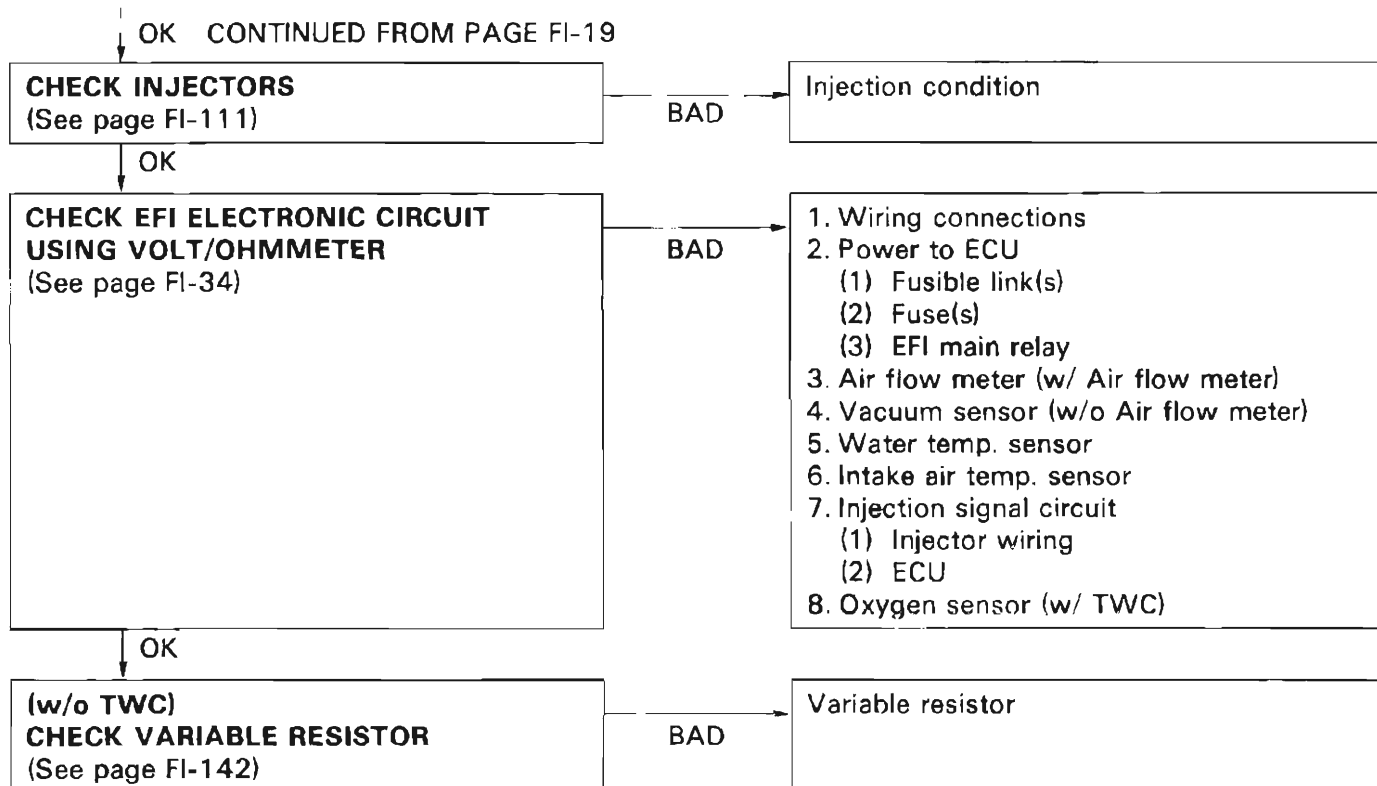 OK CONTINUED FROM PAGE FI-19
CHECK INJECTORS
(See page FI-111)
BAD
Injection condition
OK
CHECK EFI ELECTRONIC CIRCUIT
USING VOLT/OHMMETER
(See page FI-34)
BAD
1. Wiring connections
2. Power to ECU
(1) Fusible link(s)
(2) Fuse(s)
(3) EFI main relay
3. Air flow meter (w/ Air flow meter)
4. Vacuum sensor (w/o Air flow meter)
5. Water temp. sensor
6. Intake air temp. sensor
7. Injection signal circuit
(1) Injector wiring
(2) ECU
8. Oxygen sensor (w/ TWC)
OK
(w/o TWC)
CHECK VARIABLE RESISTOR
(See page FI-142)
BAD
Variable resistor